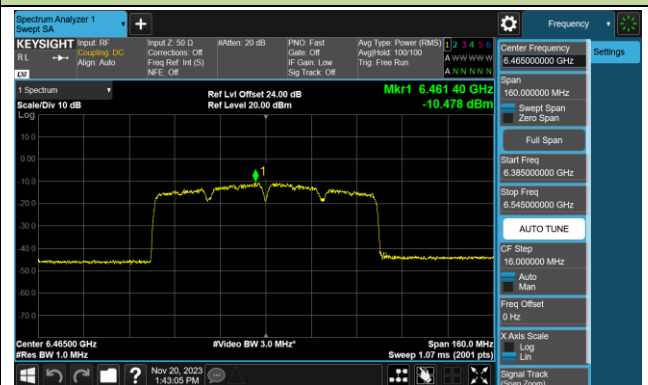 Spectrum Analyzer 1
Swept SA
Frequency
KEYSIGHT
RL
LXI
Input: RF
Coupling: DC
Align: Auto
Input Z: 50 Ω
Corrections: Off
Freq Ref: Int (S)
NFE: Off
#Atten: 20 dB
PNO: Fast
Gate: Off
IF Gain: Low
Sig Track: Off
Avg Type: Power (RMS)
Avg|Hold: 100/100
Trig: Free Run
1 2 3 4 5 6
A W W W W W
A N N N N N
1 Spectrum
Scale/Div 10 dB
Log
Ref Lvl Offset 24.00 dB
Ref Level 20.00 dBm
Mkr1 6.461 40 GHz
-10.478 dBm
1
10.0
0.00
-10.0
-20.0
-30.0
-40.0
-50.0
-60.0
-70.0
Center 6.46500 GHz
#Res BW 1.0 MHz
#Video BW 3.0 MHz*
Span 160.0 MHz
Sweep 1.07 ms (2001 pts)
Center Frequency
6.465000000 GHz
Span
160.000000 MHz
Swept Span
Zero Span
Full Span
Start Freq
6.385000000 GHz
Stop Freq
6.545000000 GHz
AUTO TUNE
CF Step
16.000000 MHz
Auto
Man
Freq Offset
0 Hz
X Axis Scale
Log
Lin
Signal Track
(Span Zoom)
Settings
Nov 20, 2023
1:43:05 PM